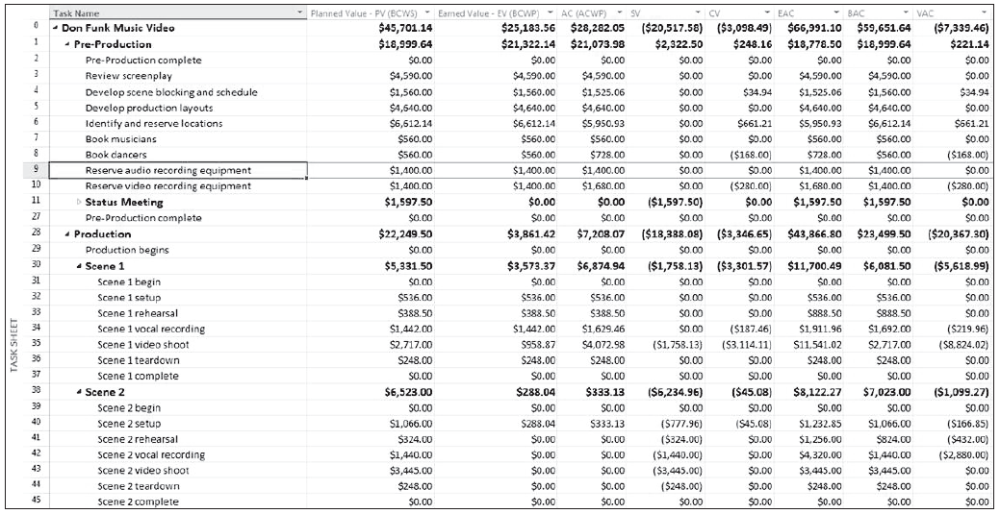 Task Name Planned Value - PV (BCWS) Earned Value - EV (BCWP) AC (ACWP) SV CV EAC BAC VAC
0 Don Funk Music Video $45,701.14 $25,183.56 $28,282.05 ($20,517.58) ($3,098.49) $66,991.10 $59,651.64 ($7,339.46)
1 Pre-Production $18,999.64 $21,322.14 $21,073.98 $2,322.50 $248.16 $18,778.50 $18,999.64 $221.14
2 Pre-Production complete $0.00 $0.00 $0.00 $0.00 $0.00 $0.00 $0.00 $0.00
3 Review screenplay $4,590.00 $4,590.00 $4,590.00 $0.00 $0.00 $4,590.00 $4,590.00 $0.00
4 Develop scene blocking and schedule $1,560.00 $1,560.00 $1,525.06 $0.00 $34.94 $1,525.06 $1,560.00 $34.94
5 Develop production layouts $4,640.00 $4,640.00 $4,640.00 $0.00 $0.00 $4,640.00 $4,640.00 $0.00
6 Identify and reserve locations $6,612.14 $6,612.14 $5,950.93 $0.00 $661.21 $5,950.93 $6,612.14 $661.21
7 Book musicians $560.00 $560.00 $560.00 $0.00 $0.00 $560.00 $560.00 $0.00
8 Book dancers $560.00 $560.00 $728.00 $0.00 ($168.00) $728.00 $560.00 ($168.00)
9 Reserve audio recording equipment $1,400.00 $1,400.00 $1,400.00 $0.00 $0.00 $1,400.00 $1,400.00 $0.00
10 Reserve video recording equipment $1,400.00 $1,400.00 $1,680.00 $0.00 ($280.00) $1,680.00 $1,400.00 ($280.00)
11 Status Meeting $1,597.50 $0.00 $0.00 ($1,597.50) $0.00 $1,597.50 $1,597.50 $0.00
27 Pre-Production complete $0.00 $0.00 $0.00 $0.00 $0.00 $0.00 $0.00 $0.00
28 Production $22,249.50 $3,861.42 $7,208.07 ($18,388.08) ($3,346.65) $43,866.80 $23,499.50 ($20,367.30)
29 Production begins $0.00 $0.00 $0.00 $0.00 $0.00 $0.00 $0.00 $0.00
30 Scene 1 $5,331.50 $3,573.37 $6,874.94 ($1,758.13) ($3,301.57) $11,700.49 $6,081.50 ($5,618.99)
31 Scene 1 begin $0.00 $0.00 $0.00 $0.00 $0.00 $0.00 $0.00 $0.00
32 Scene 1 setup $536.00 $536.00 $536.00 $0.00 $0.00 $536.00 $536.00 $0.00
33 Scene 1 rehearsal $388.50 $388.50 $388.50 $0.00 $0.00 $888.50 $888.50 $0.00
34 Scene 1 vocal recording $1,442.00 $1,442.00 $1,629.46 $0.00 ($187.46) $1,911.96 $1,692.00 ($219.96)
35 Scene 1 video shoot $2,717.00 $958.87 $4,072.98 ($1,758.13) ($3,114.11) $11,541.02 $2,717.00 ($8,824.02)
36 Scene 1 teardown $248.00 $248.00 $248.00 $0.00 $0.00 $248.00 $248.00 $0.00
37 Scene 1 complete $0.00 $0.00 $0.00 $0.00 $0.00 $0.00 $0.00 $0.00
38 Scene 2 $6,523.00 $288.04 $333.13 ($6,234.96) ($45.08) $8,122.27 $7,023.00 ($1,099.27)
39 Scene 2 begin $0.00 $0.00 $0.00 $0.00 $0.00 $0.00 $0.00 $0.00
40 Scene 2 setup $1,066.00 $288.04 $333.13 ($777.96) ($45.08) $1,232.85 $1,066.00 ($166.85)
41 Scene 2 rehearsal $324.00 $0.00 $0.00 ($324.00) $0.00 $1,256.00 $824.00 ($432.00)
42 Scene 2 vocal recording $1,440.00 $0.00 $0.00 ($1,440.00) $0.00 $4,320.00 $1,440.00 ($2,880.00)
43 Scene 2 video shoot $3,445.00 $0.00 $0.00 ($3,445.00) $0.00 $3,445.00 $3,445.00 $0.00
44 Scene 2 teardown $248.00 $0.00 $0.00 ($248.00) $0.00 $248.00 $248.00 $0.00
45 Scene 2 complete $0.00 $0.00 $0.00 $0.00 $0.00 $0.00 $0.00 $0.00
TASK SHEET